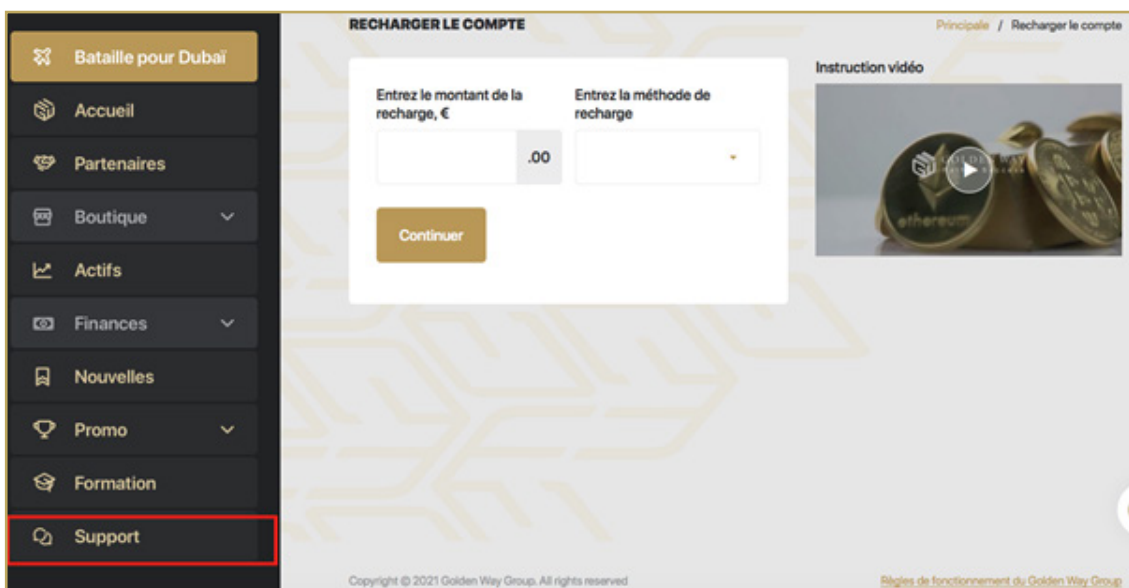 Bataille pour Dubaï
Accueil
Partenaires
Boutique
Actifs
Finances
Nouvelles
Promo
Formation
Support
RECHARGER LE COMPTE
Principale / Recharger le compte
Entrez le montant de la
recharge, €
.00
Entrez la méthode de
recharge
Continuer
Instruction vidéo
GOLDEN WAY
ethereum
Copyright © 2021 Golden Way Group. All rights reserved
Règles de fonctionnement du Golden Way Group